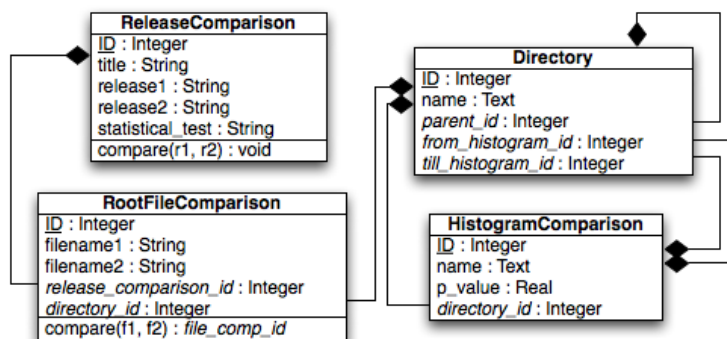 ReleaseComparison
ID : Integer
title : String
release1 : String
release2 : String
statistical_test : String
compare(r1, r2) : void
Directory
ID : Integer
name : Text
parent_id : Integer
from_histogram_id : Integer
till_histogram_id : Integer
RootFileComparison
ID : Integer
filename1 : String
filename2 : String
release_comparison_id : Integer
directory_id : Integer
compare(f1, f2) : file_comp_id
HistogramComparison
ID : Integer
name : Text
p_value : Real
directory_id : Integer